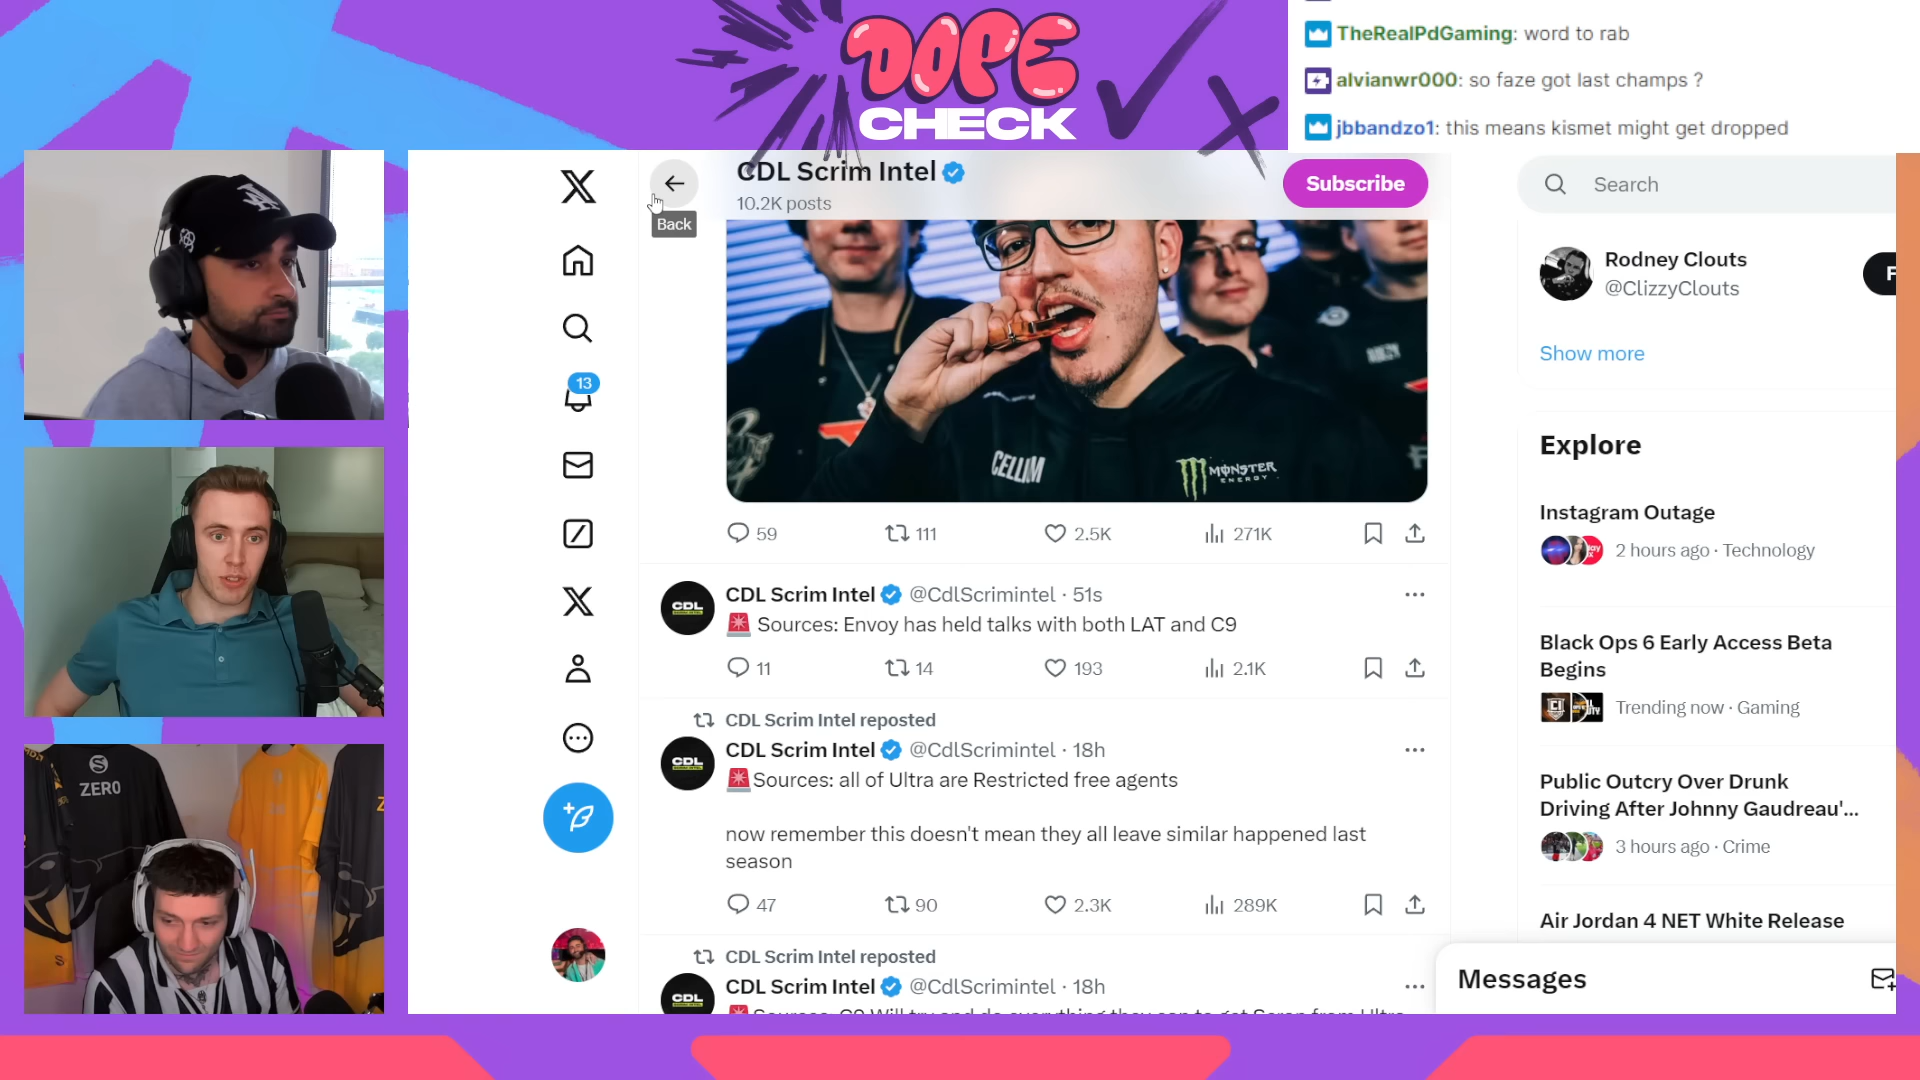 DOPE
CHECK
TheRealPdGaming: word to rab
alvianwr000: so faze got last champs ?
jbbandzo1: this means kismet might get dropped
CDL Scrim Intel
10.2K posts
Subscribe
Back
Search
Rodney Clouts
@ClizzyClouts
Show more
13
CELLIUM
MONSTER
ENERGY
59 111 2.5K 271K
Explore
Instagram Outage
2 hours ago · Technology
CDL Scrim Intel @CdlScrimintel · 51s
Sources: Envoy has held talks with both LAT and C9
11 14 193 2.1K
Black Ops 6 Early Access Beta
Begins
Trending now · Gaming
CDL Scrim Intel reposted
CDL Scrim Intel @CdlScrimintel · 18h
Sources: all of Ultra are Restricted free agents
now remember this doesn't mean they all leave similar happened last
season
47 90 2.3K 289K
Public Outcry Over Drunk
Driving After Johnny Gaudreau'...
3 hours ago · Crime
Air Jordan 4 NET White Release
CDL Scrim Intel reposted
CDL Scrim Intel @CdlScrimintel · 18h
Messages
ZERO
CDL
CDL
CDL